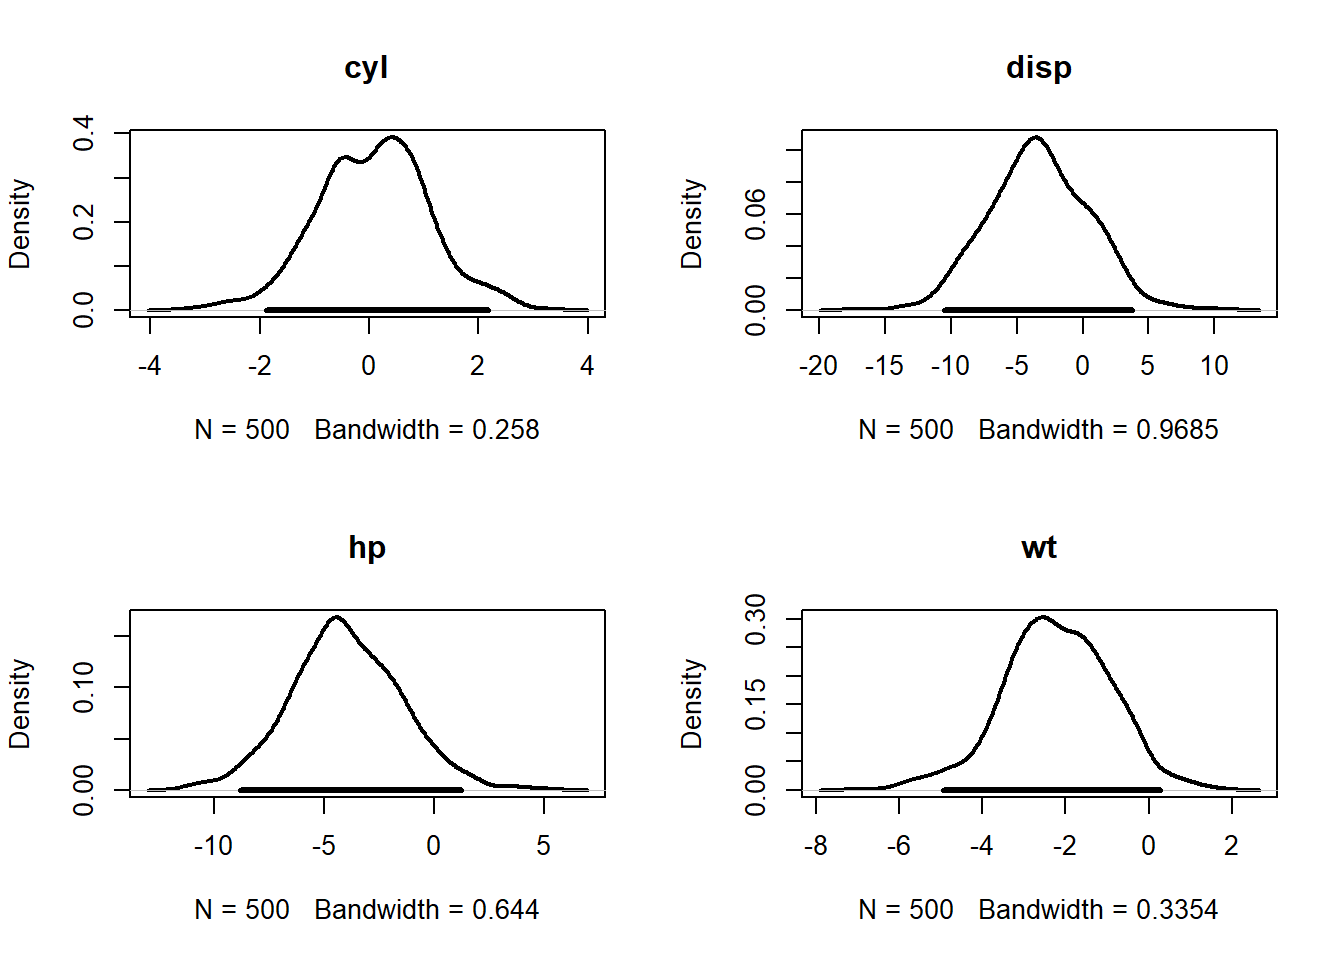 cyl
Density
0.0 0.2 0.4
-4 -2 0 2 4
N = 500 Bandwidth = 0.258
disp
Density
0.00 0.06
-20 -15 -10 -5 0 5 10
N = 500 Bandwidth = 0.9685
hp
Density
0.00 0.10
-10 -5 0 5
N = 500 Bandwidth = 0.644
wt
Density
0.00 0.15 0.30
-8 -6 -4 -2 0 2
N = 500 Bandwidth = 0.3354